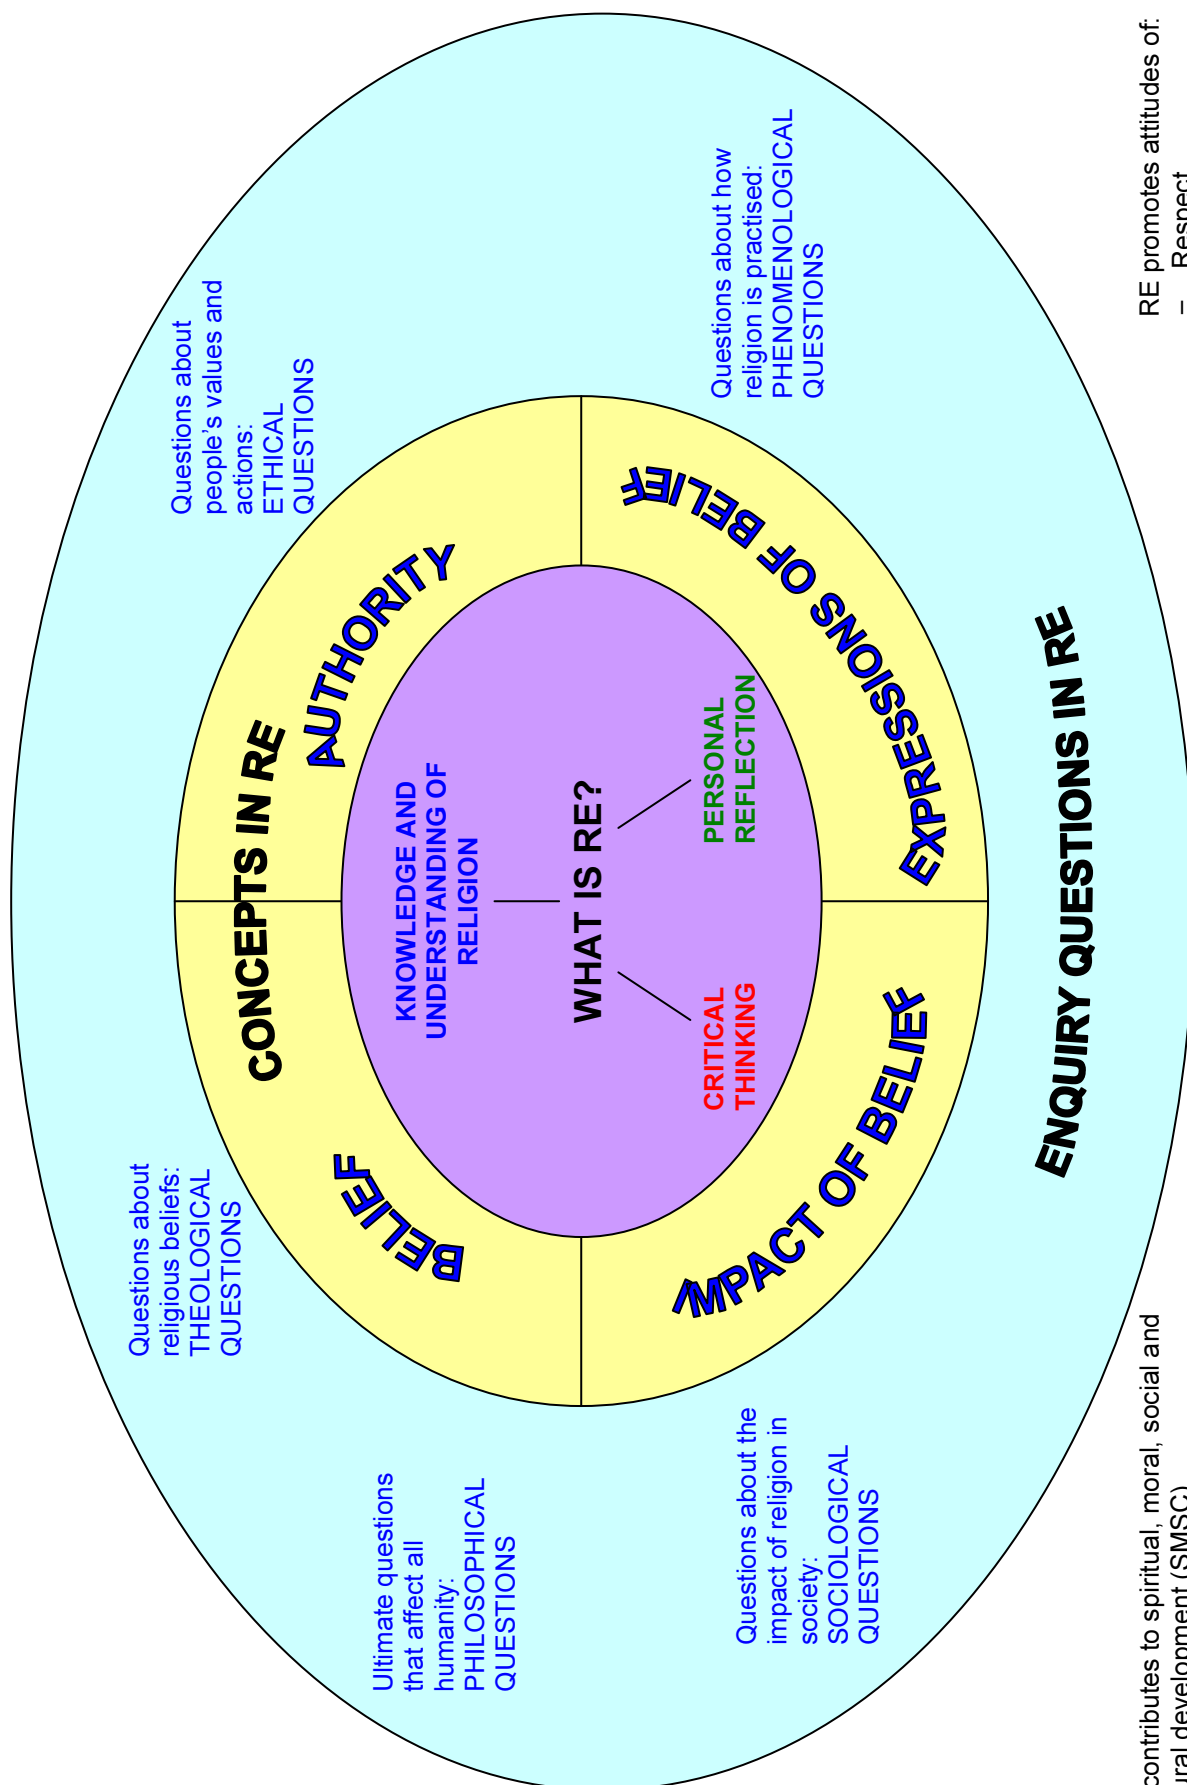 Questions about
religious beliefs:
THEOLOGICAL
QUESTIONS
Questions about
people's values and
actions:
ETHICAL
QUESTIONS
Ultimate questions
that affect all
humanity:
PHILOSOPHICAL
QUESTIONS
CONCEPTS IN RE
BELIEF
AUTHORITY
KNOWLEDGE AND
UNDERSTANDING OF
RELIGION
WHAT IS RE?
CRITICAL
THINKING
PERSONAL
REFLECTION
IMPACT OF BELIEF
EXPRESSIONS OF BELIEF
Questions about the
impact of religion in
society:
SOCIOLOGICAL
QUESTIONS
Questions about how
religion is practised:
PHENOMENOLOGICAL
QUESTIONS
ENQUIRY QUESTIONS IN RE
contributes to spiritual, moral, social and
development (SMSC)
RE promotes attitudes of:
– Respect